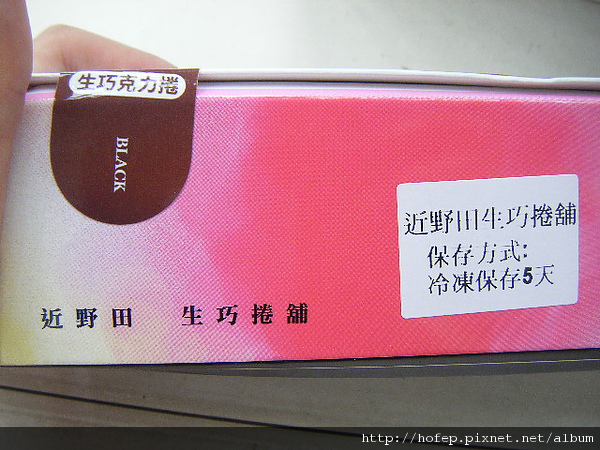 生巧克力捲
BLACK
近野田生巧捲舖
保存方式:
冷凍保存5天
近野田 生巧捲舖
http://hofep.pixnet.net/album